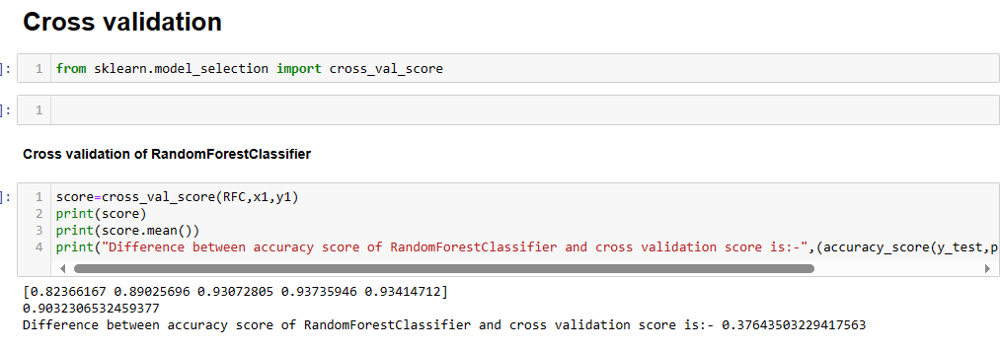 Cross validation
]: 1 from sklearn.model_selection import cross_val_score
]: 1
Cross validation of RandomForestClassifier
]: 1 score=cross_val_score(RFC,x1,y1)
2 print(score)
3 print(score.mean())
4 print("Difference between accuracy score of RandomForestClassifier and cross validation score is:-",(accuracy_score(y_test,p
[0.82366167 0.89025696 0.93072805 0.93735946 0.93414712]
0.9032306532459377
Difference between accuracy score of RandomForestClassifier and cross validation score is:- 0.37643503229417563